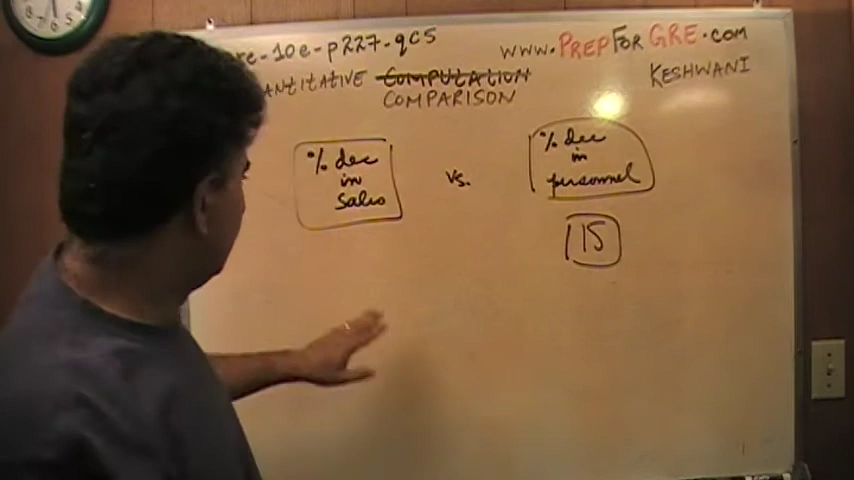 re-10e-p227-qc5
www.PREPFORGRE.com
ANTITATIVE COMPUTATION
COMPARISON
KESHWANI
% dec
in
Sales
vs.
% dec
in
personnel
15